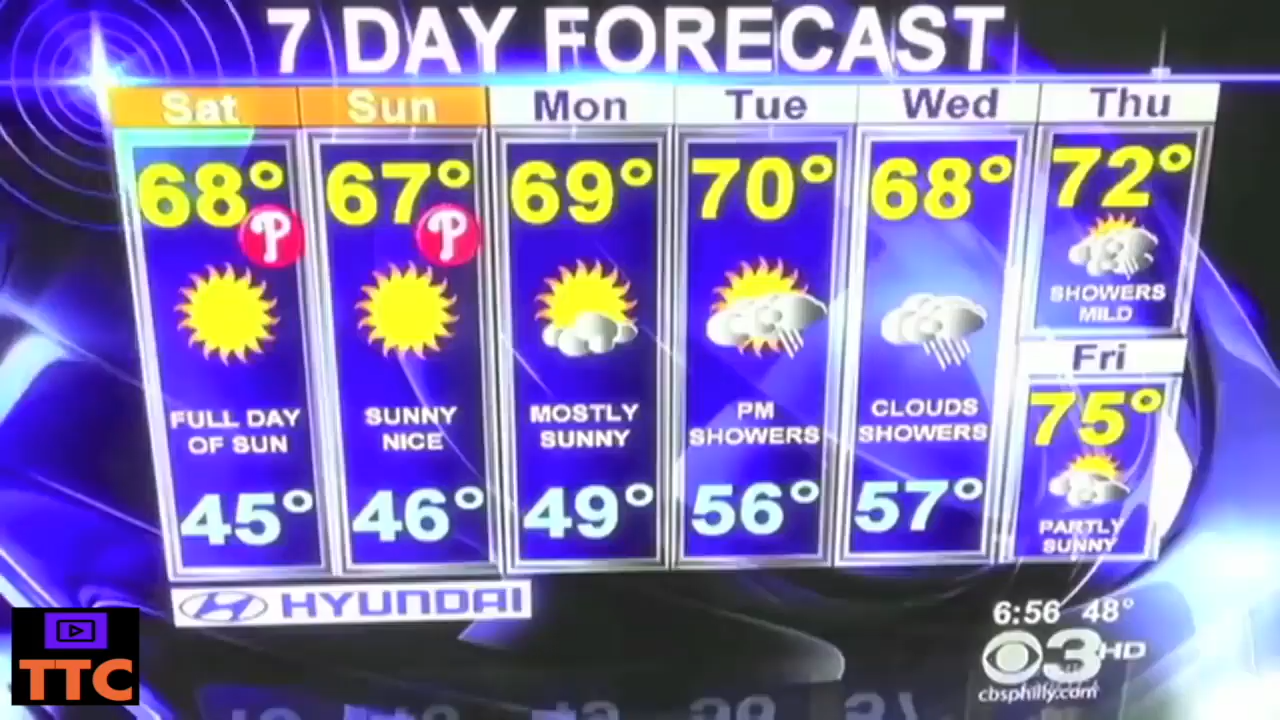 7 DAY FORECAST
Sat
68°
P
FULL DAY
OF SUN
45°
Sun
67°
P
SUNNY
NICE
46°
Mon
69°
MOSTLY
SUNNY
49°
Tue
70°
PM
SHOWERS
56°
Wed
68°
CLOUDS
SHOWERS
57°
Thu
72°
SHOWERS
MILD
Fri
75°
PARTLY
SUNNY
HYUNDAI
6:56 48°
3 HD
cbsphilly.com
TTC